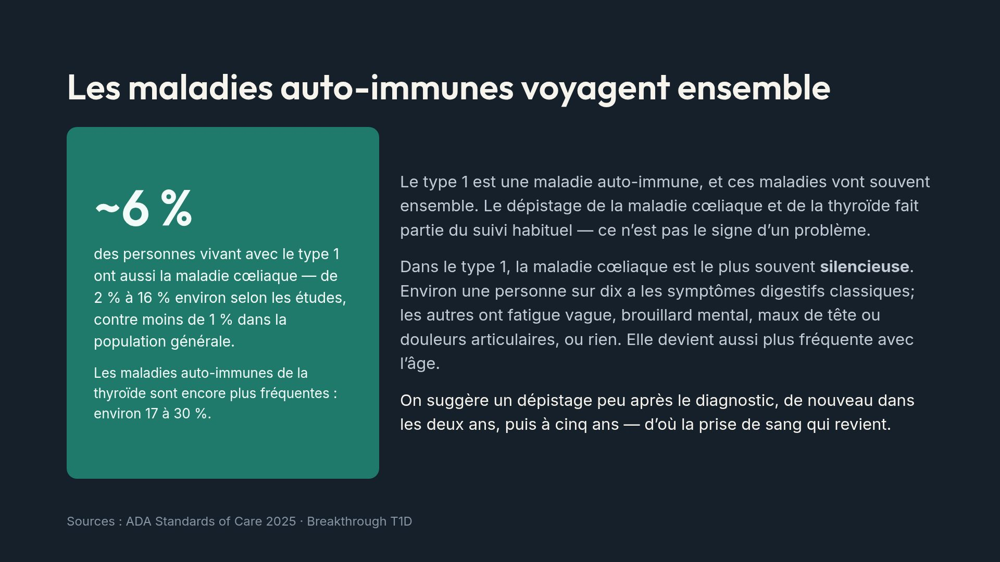 Les maladies auto-immunes voyagent ensemble
~6 %
des personnes vivant avec le type 1
ont aussi la maladie cœliaque — de
2 % à 16 % environ selon les études,
contre moins de 1 % dans la
population générale.
Les maladies auto-immunes de la
thyroïde sont encore plus fréquentes :
environ 17 à 30 %.
Le type 1 est une maladie auto-immune, et ces maladies vont souvent
ensemble. Le dépistage de la maladie cœliaque et de la thyroïde fait
partie du suivi habituel — ce n’est pas le signe d’un problème.
Dans le type 1, la maladie cœliaque est le plus souvent silencieuse.
Environ une personne sur dix a les symptômes digestifs classiques;
les autres ont fatigue vague, brouillard mental, maux de tête ou
douleurs articulaires, ou rien. Elle devient aussi plus fréquente avec
l’âge.
On suggère un dépistage peu après le diagnostic, de nouveau dans
les deux ans, puis à cinq ans — d’où la prise de sang qui revient.
Sources : ADA Standards of Care 2025 · Breakthrough T1D